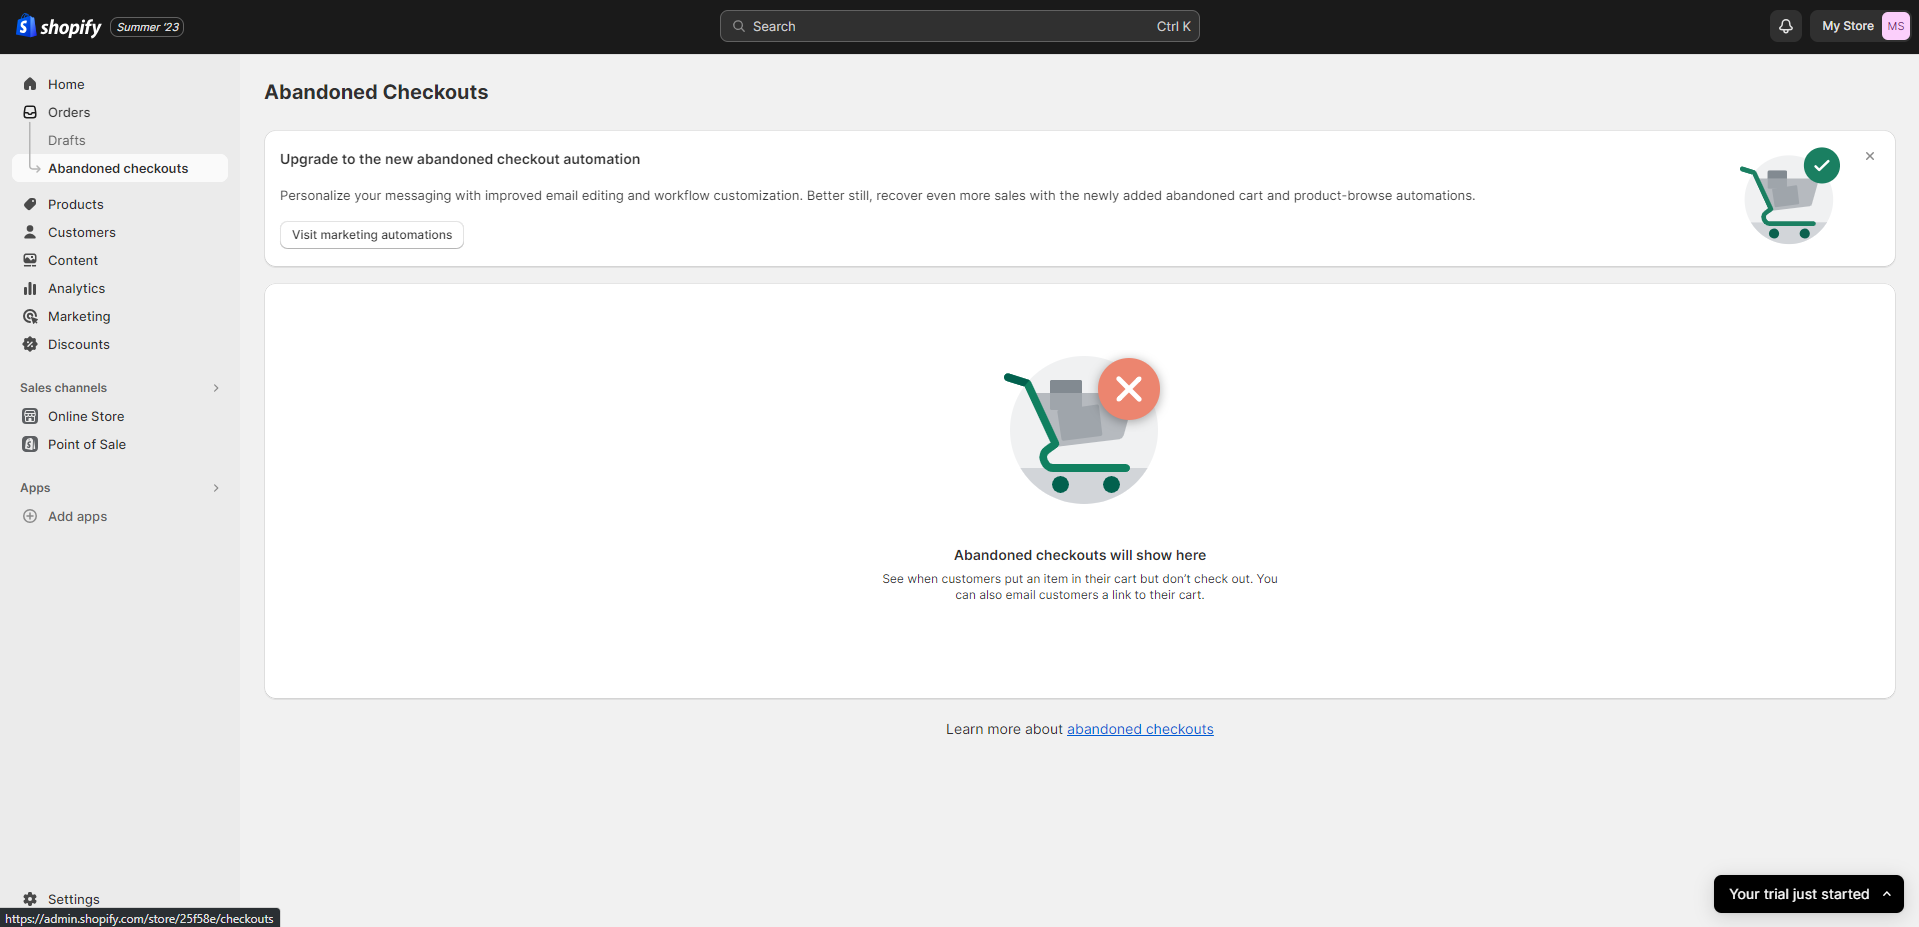 shopify Summer '23
Search Ctrl K
My Store MS
Home
Orders
Drafts
Abandoned checkouts
Products
Customers
Content
Analytics
Marketing
Discounts
Sales channels
Online Store
Point of Sale
Apps
Add apps
Settings
https://admin.shopify.com/store/25f58e/checkouts
Abandoned Checkouts
Upgrade to the new abandoned checkout automation
Personalize your messaging with improved email editing and workflow customization. Better still, recover even more sales with the newly added abandoned cart and product-browse automations.
Visit marketing automations
Abandoned checkouts will show here
See when customers put an item in their cart but don’t check out. You
can also email customers a link to their cart.
Learn more about abandoned checkouts
Your trial just started